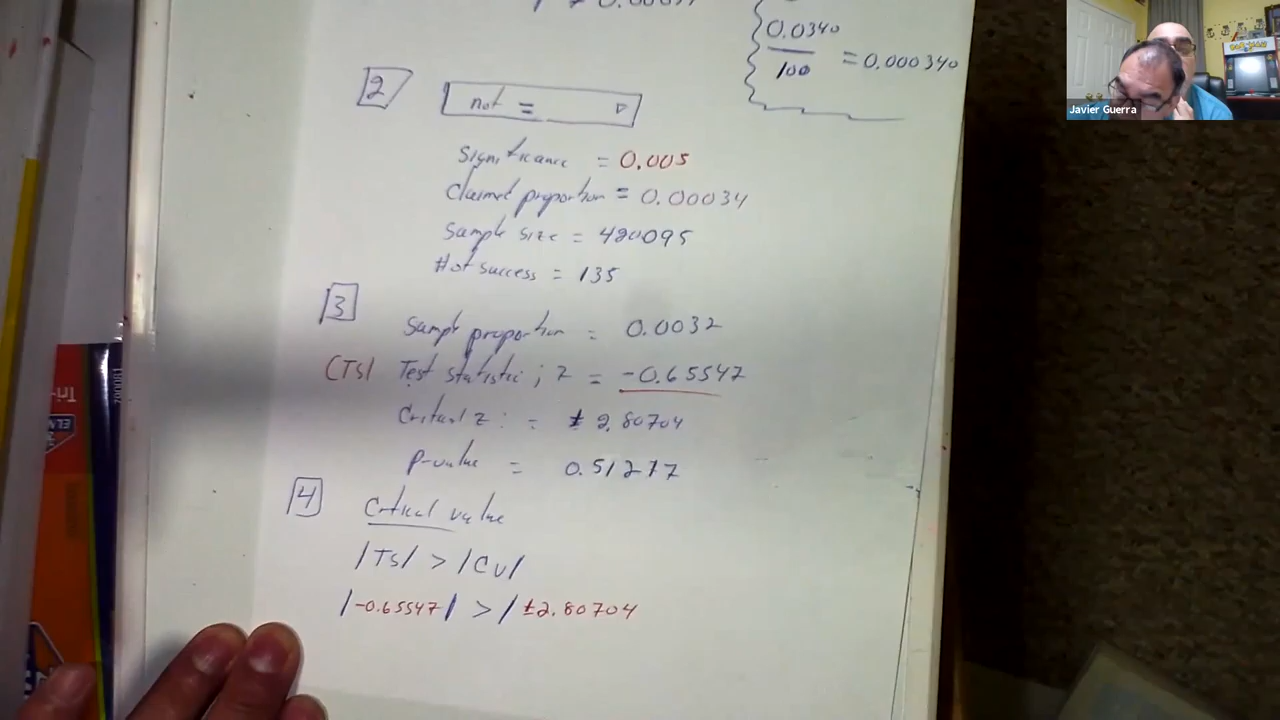 0.0340
100
= 0.000340
2
not =
Significance = 0.005
Claimed proportion = 0.00034
Sample size = 420095
# of success = 135
3
Sample proportion = 0.0032
(TS) Test statistic; z = -0.65547
Critical z: = ± 2.80704
P-value = 0.51277
4
Critical value
|TS| > |CV|
|-0.65547| > |±2.80704
Javier Guerra